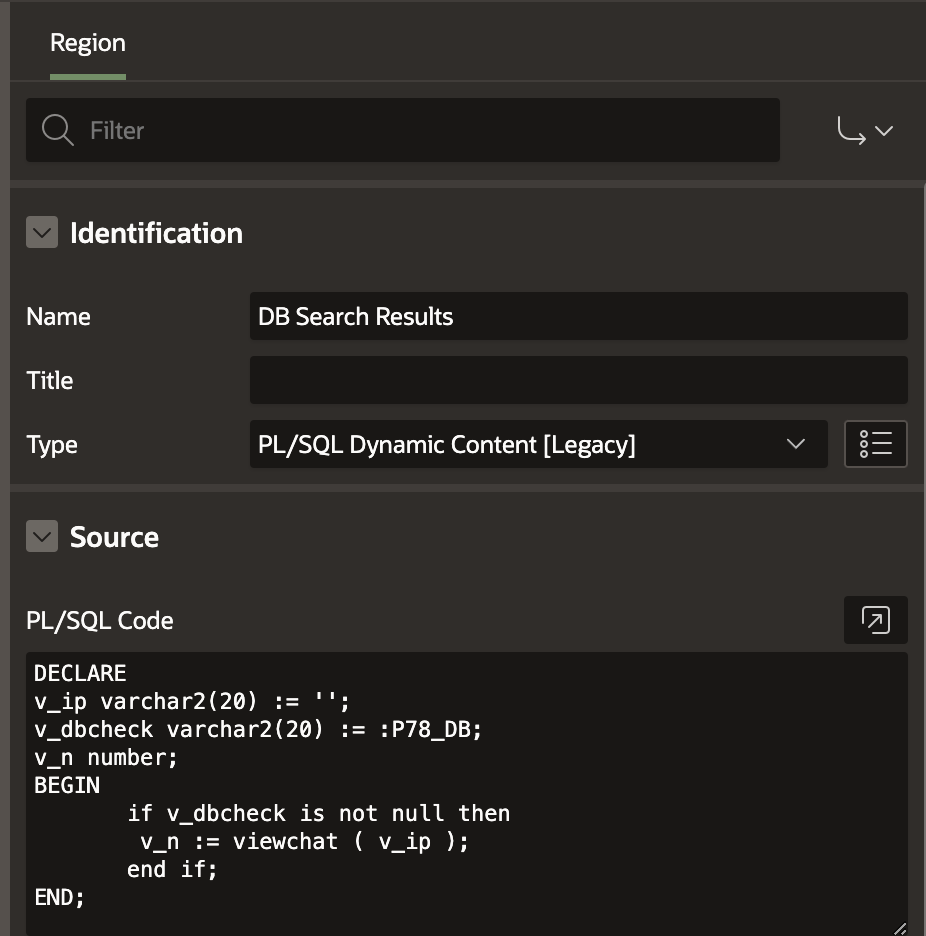 Region
Filter
Identification
Name DB Search Results
Title
Type PL/SQL Dynamic Content [Legacy]
Source
PL/SQL Code
DECLARE
v_ip varchar2(20) := '';
v_dbcheck varchar2(20) := :P78_DB;
v_n number;
BEGIN
       if v_dbcheck is not null then
        v_n := viewchat ( v_ip );
       end if;
END;